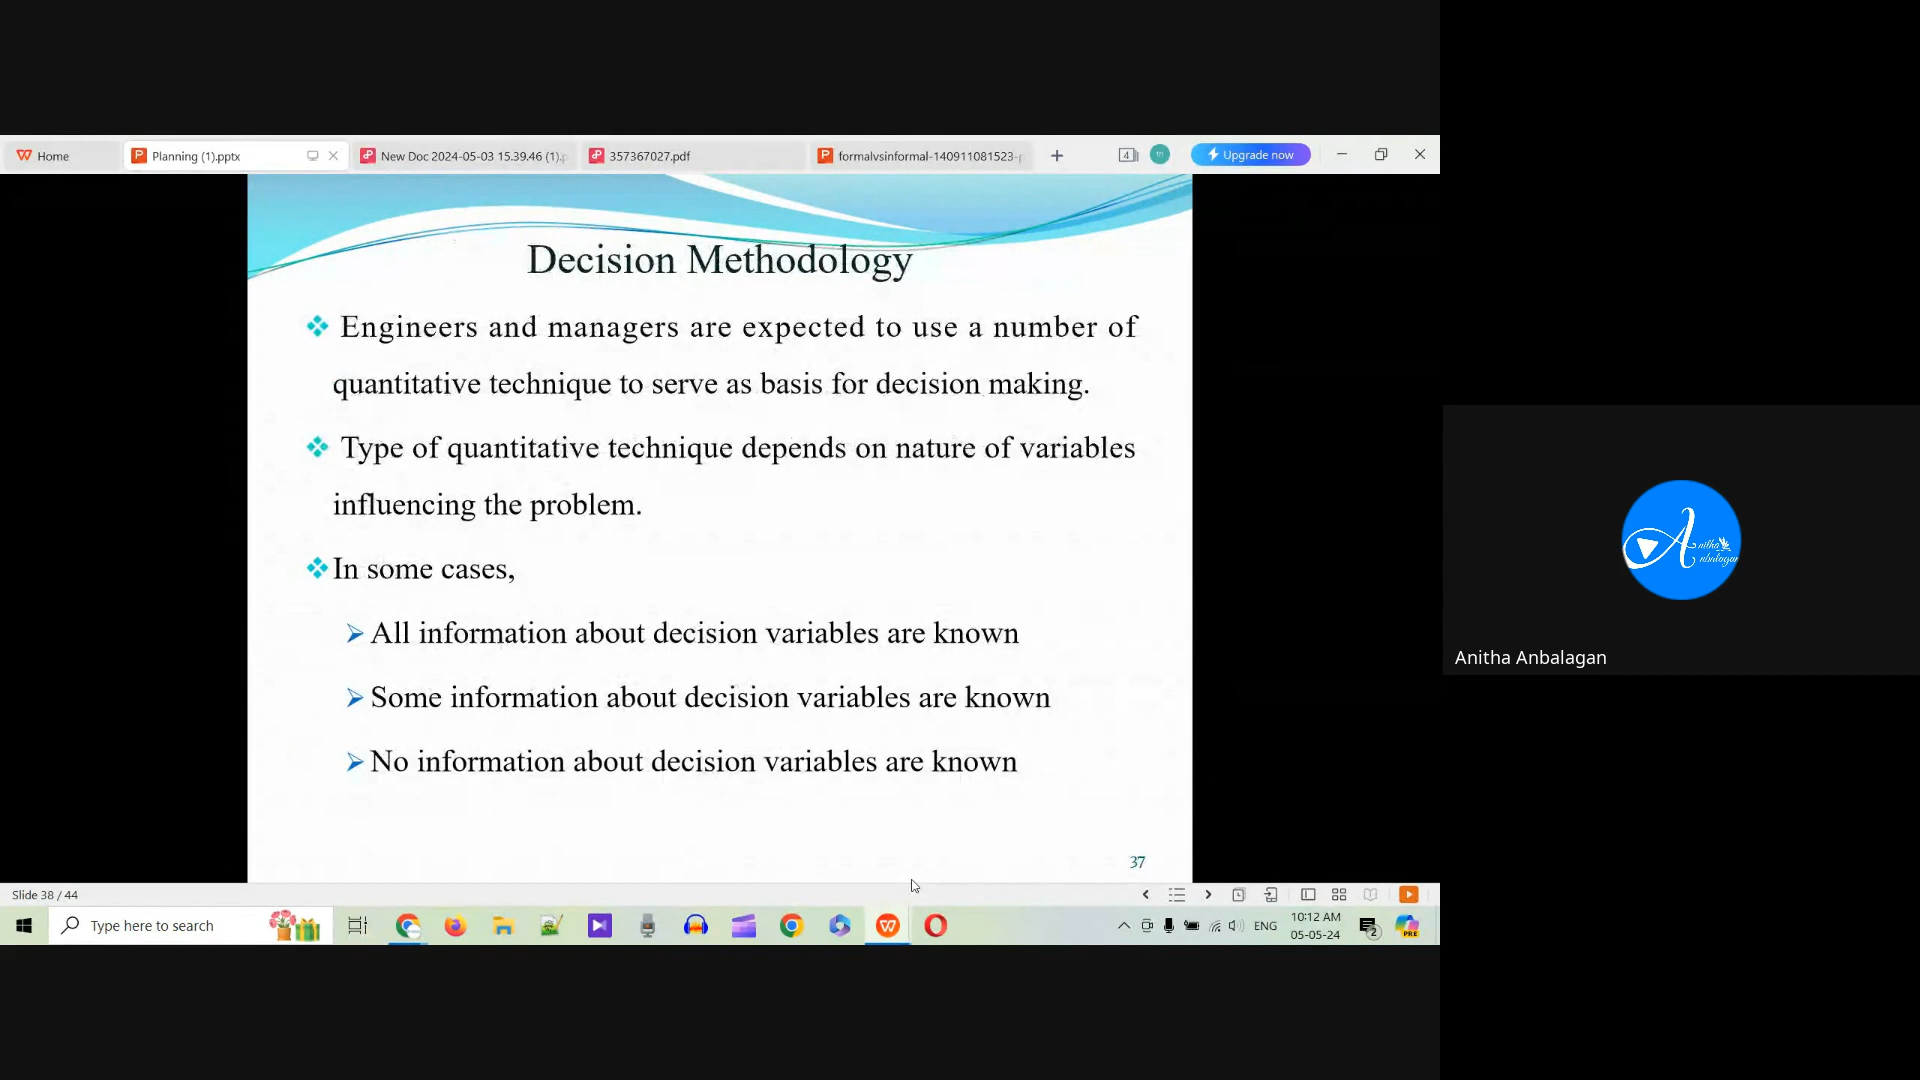 Home
Planning (1).pptx
New Doc 2024-05-03 15.39.46 (1).p
357367027.pdf
formalvsinformal-140911081523-p
4
Upgrade now
Decision Methodology
Engineers and managers are expected to use a number of
quantitative technique to serve as basis for decision making.
Type of quantitative technique depends on nature of variables
influencing the problem.
In some cases,
All information about decision variables are known
Some information about decision variables are known
No information about decision variables are known
37
Anitha Anbalagan
Slide 38 / 44
Type here to search
ENG
10:12 AM
05-05-24
2
PRE